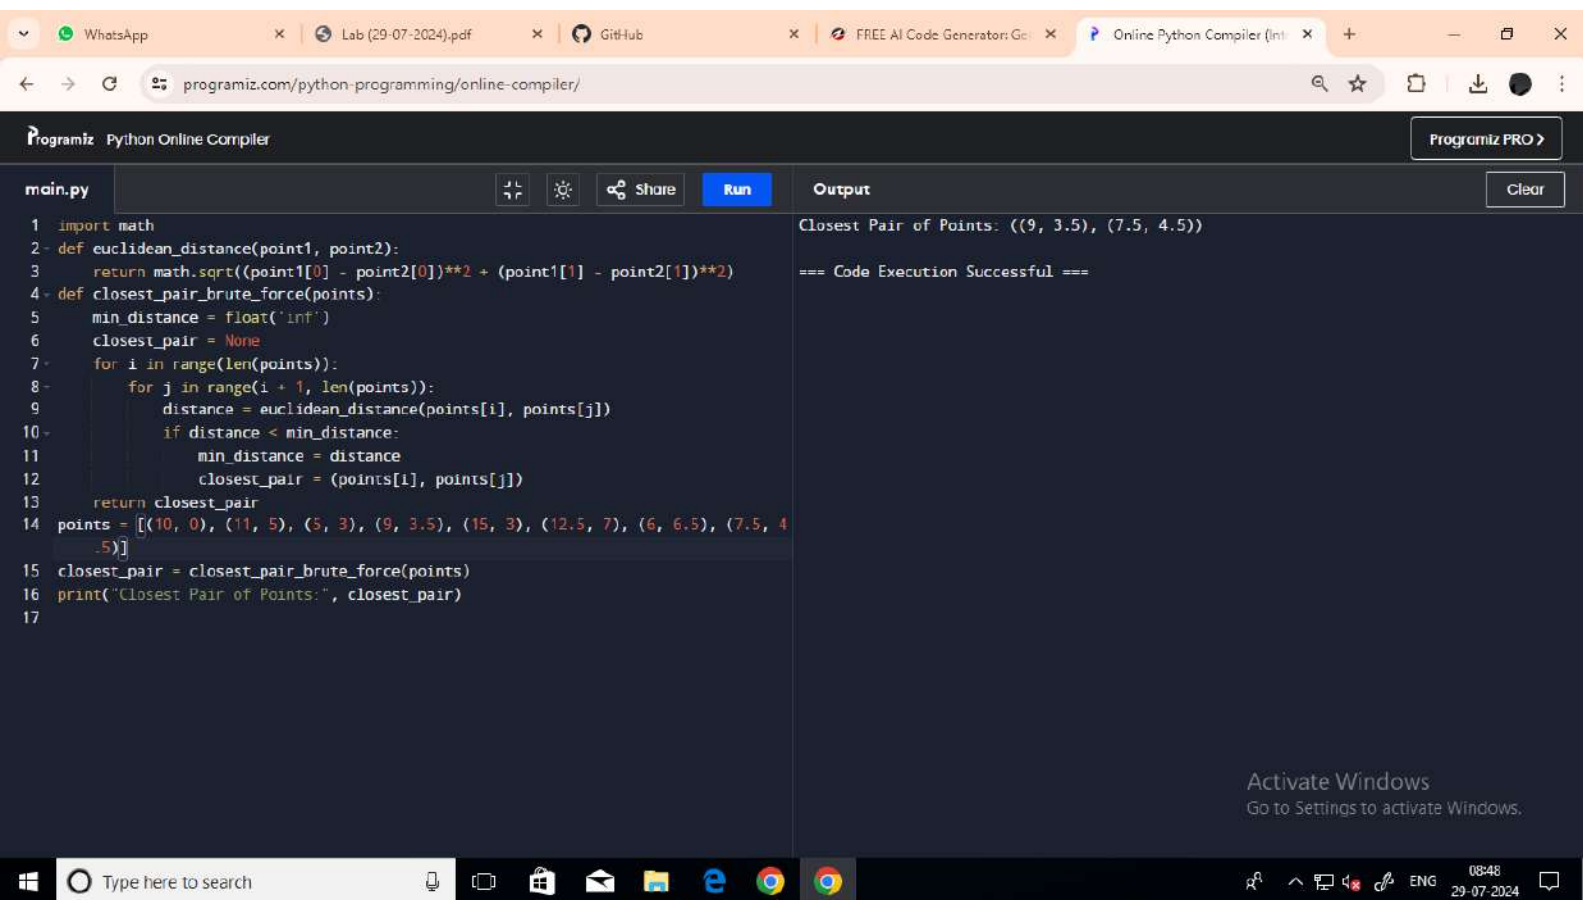 WhatsApp
Lab (29-07-2024).pdf
GitHub
FREE AI Code Generator: Ge
Online Python Compiler (Int
programiz.com/python-programming/online-compiler/
Programiz Python Online Compiler
Programiz PRO >
main.py
Share
Run
Output
Clear
1 import math
2 def euclidean_distance(point1, point2):
3 return math.sqrt((point1[0] - point2[0])**2 + (point1[1] - point2[1])**2)
4 def closest_pair_brute_force(points):
5 min_distance = float('inf')
6 closest_pair = None
7 for i in range(len(points)):
8 for j in range(i + 1, len(points)):
9 distance = euclidean_distance(points[i], points[j])
10 if distance < min_distance:
11 min_distance = distance
12 closest_pair = (points[i], points[j])
13 return closest_pair
14 points = [(10, 0), (11, 5), (5, 3), (9, 3.5), (15, 3), (12.5, 7), (6, 6.5), (7.5, 4
.5)]
15 closest_pair = closest_pair_brute_force(points)
16 print("Closest Pair of Points:", closest_pair)
17
Closest Pair of Points: ((9, 3.5), (7.5, 4.5))
=== Code Execution Successful ===
Activate Windows
Go to Settings to activate Windows.
Type here to search
ENG
08:48
29-07-2024